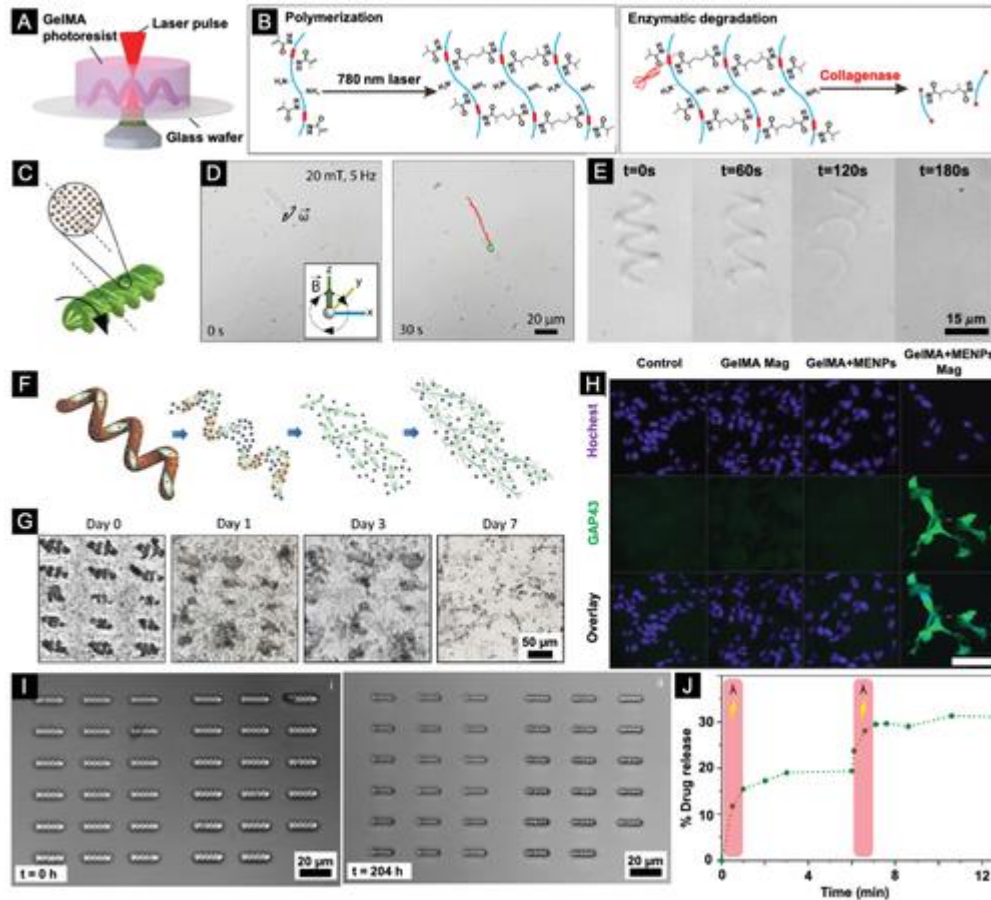 A
GelMA
photoresist
Laser pulse
Glass wafer
B
Polymerization
780 nm laser
Enzymatic degradation
Collagenase
C
D
20 mT, 5 Hz
0 s
30 s
20 µm
E
t=0s
t=60s
t=120s
t=180s
15 µm
F
G
Day 0
Day 1
Day 3
Day 7
50 µm
H
Control
GelMA Mag
GelMA+MENPs
GelMA+MENPs
Mag
Hochest
GAP43
Overlay
I
i
t = 0 h
20 µm
ii
t = 204 h
20 µm
J
λ
λ
% Drug release
30
20
10
0
0
4
8
12
Time (min)